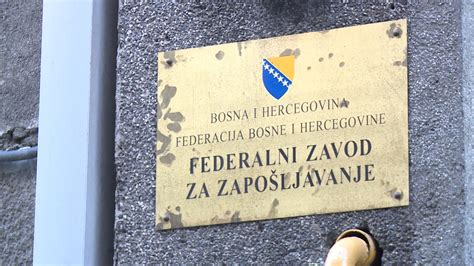 BOSNA I HERCEGOVINA
FEDERACIJA BOSNE I HERCEGOVINE
FEDERALNI ZAVOD
ZA ZAPOŠLJAVANJE